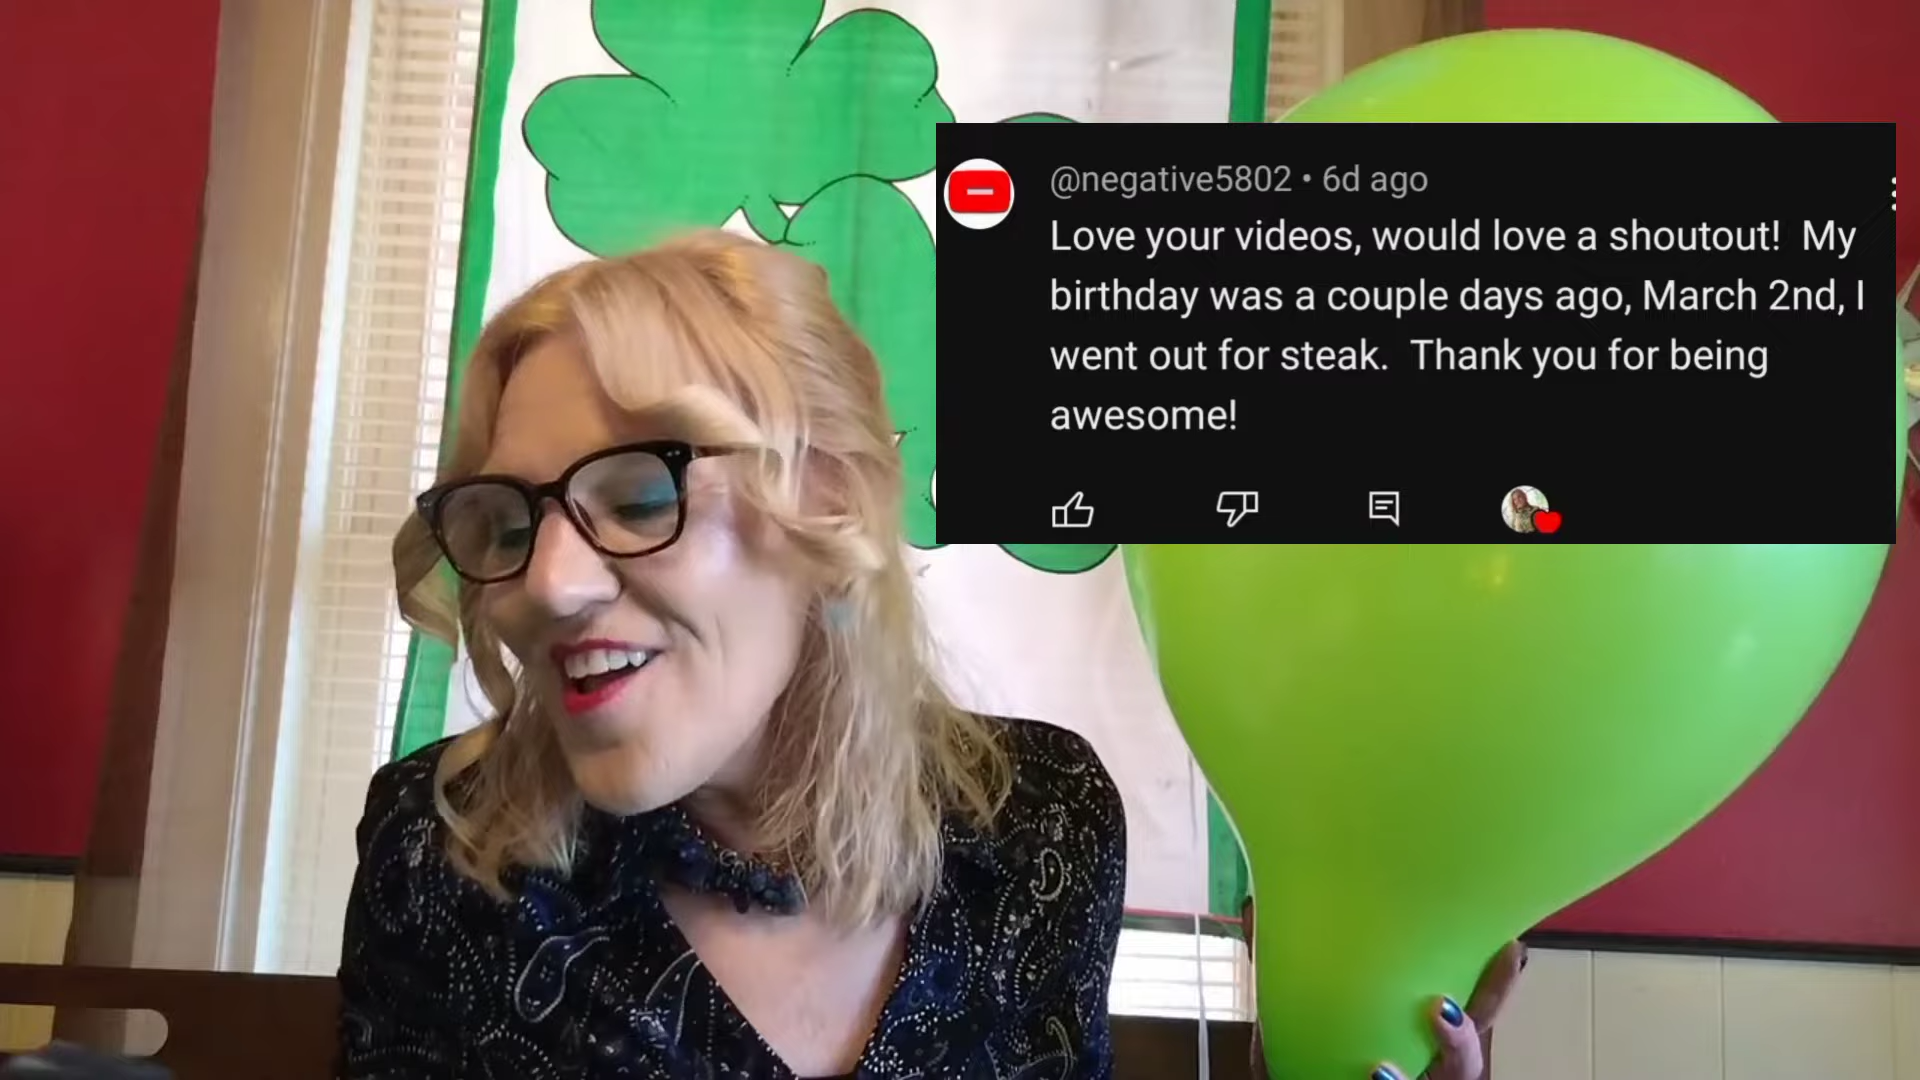 @negative5802 • 6d ago
Love your videos, would love a shoutout!  My
birthday was a couple days ago, March 2nd, I
went out for steak.  Thank you for being
awesome!